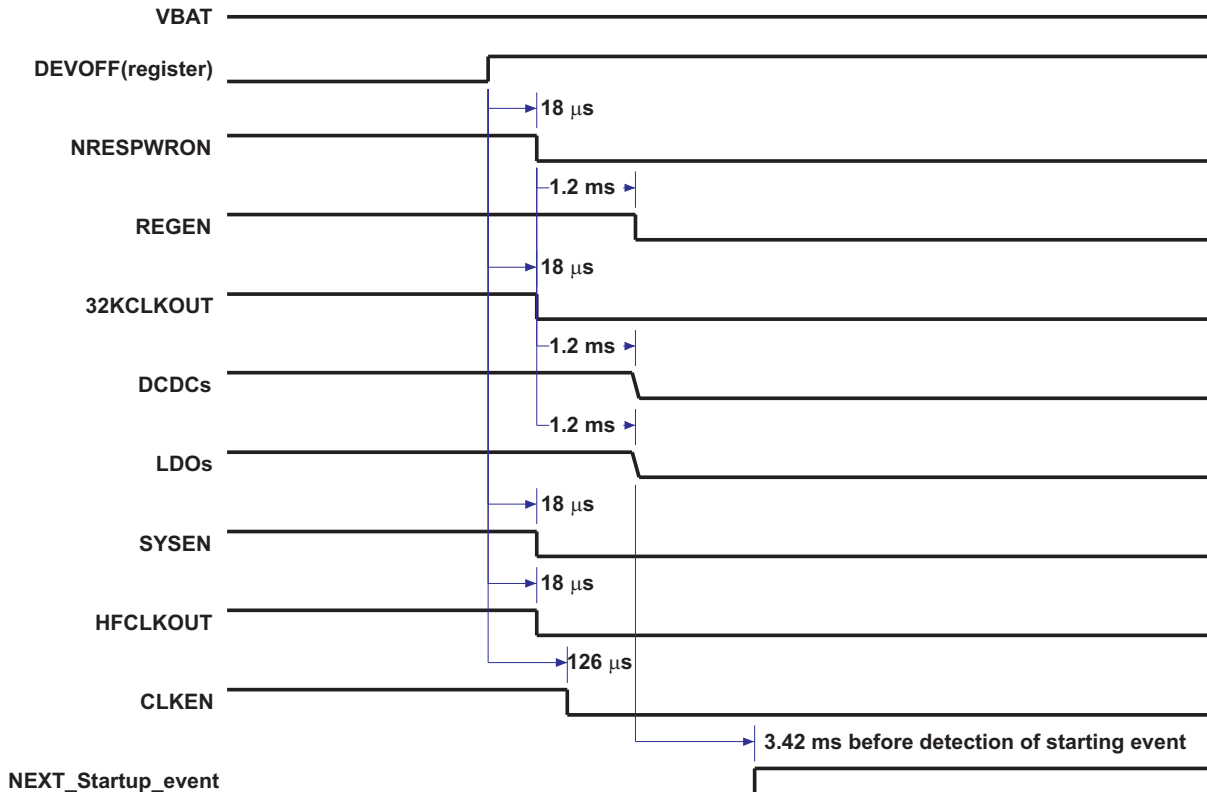 VBAT
DEVOFF(register)
18 μs
NRESPWRON
1.2 ms
REGEN
18 μs
32KCLKOUT
1.2 ms
DCDCs
1.2 ms
LDOs
18 μs
SYSEN
18 μs
HFCLKOUT
126 μs
CLKEN
3.42 ms before detection of starting event
NEXT_Startup_event